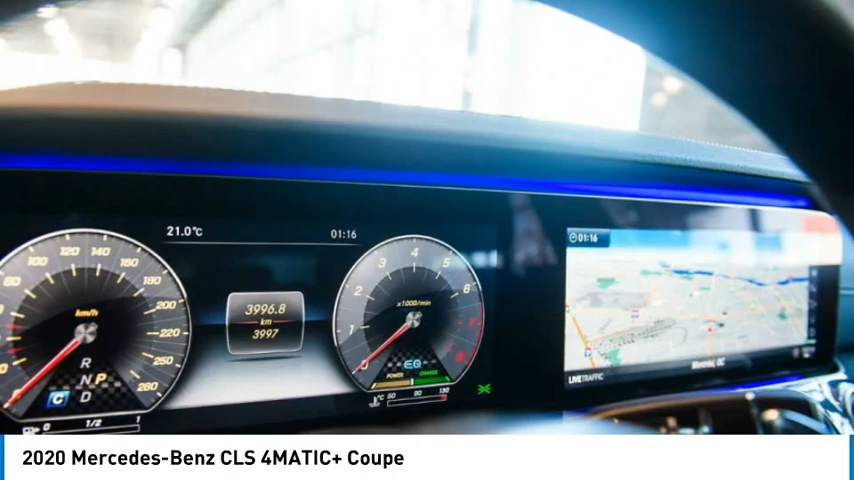 21.0°C
01:16
01:16
80
100
120
140
160
180
200
220
250
280
km/h
R
N P
D
C
0
1/2
1
3996.8
km
3997
1
2
3
4
5
6
x1000/min
EQ
POWER
CHARGE
°C
50
90
130
LIVETRAFFIC
Montréal, QC
2020 Mercedes-Benz CLS 4MATIC+ Coupe